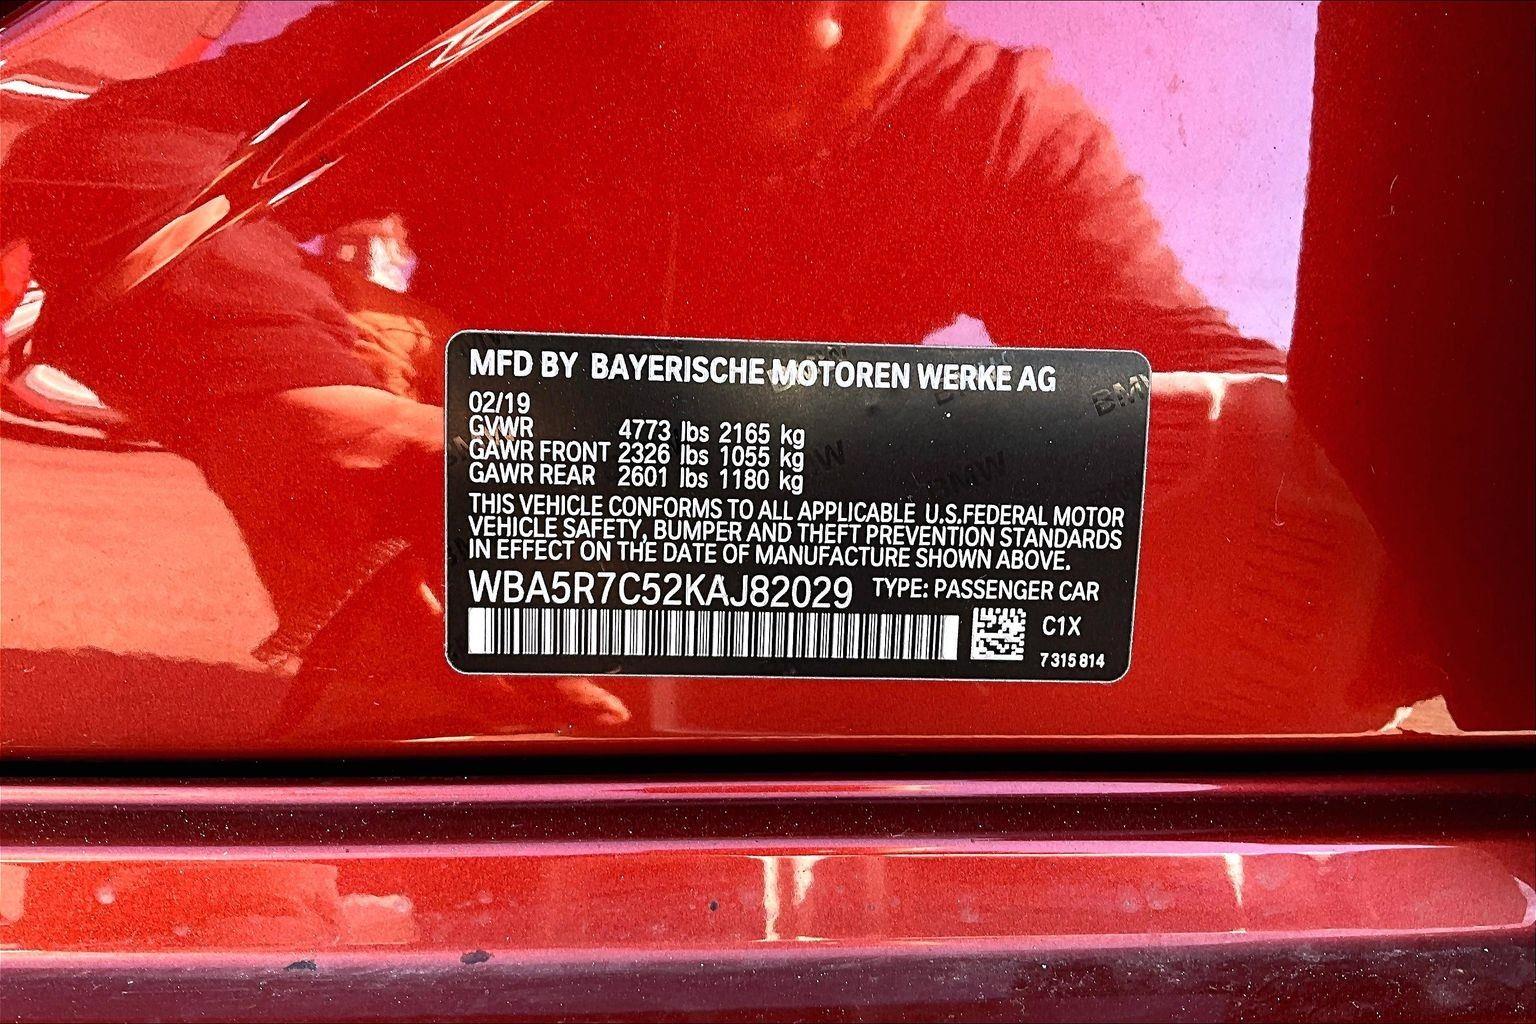 MFD BY BAYERISCHE MOTOREN WERKE AG
02/19
GVWR 4773 lbs 2165 kg
GAWR FRONT 2326 lbs 1055 kg
GAWR REAR 2601 lbs 1180 kg
THIS VEHICLE CONFORMS TO ALL APPLICABLE U.S.FEDERAL MOTOR
VEHICLE SAFETY, BUMPER AND THEFT PREVENTION STANDARDS
IN EFFECT ON THE DATE OF MANUFACTURE SHOWN ABOVE.
WBA5R7C52KAJ82029 TYPE: PASSENGER CAR
C1X
7315814